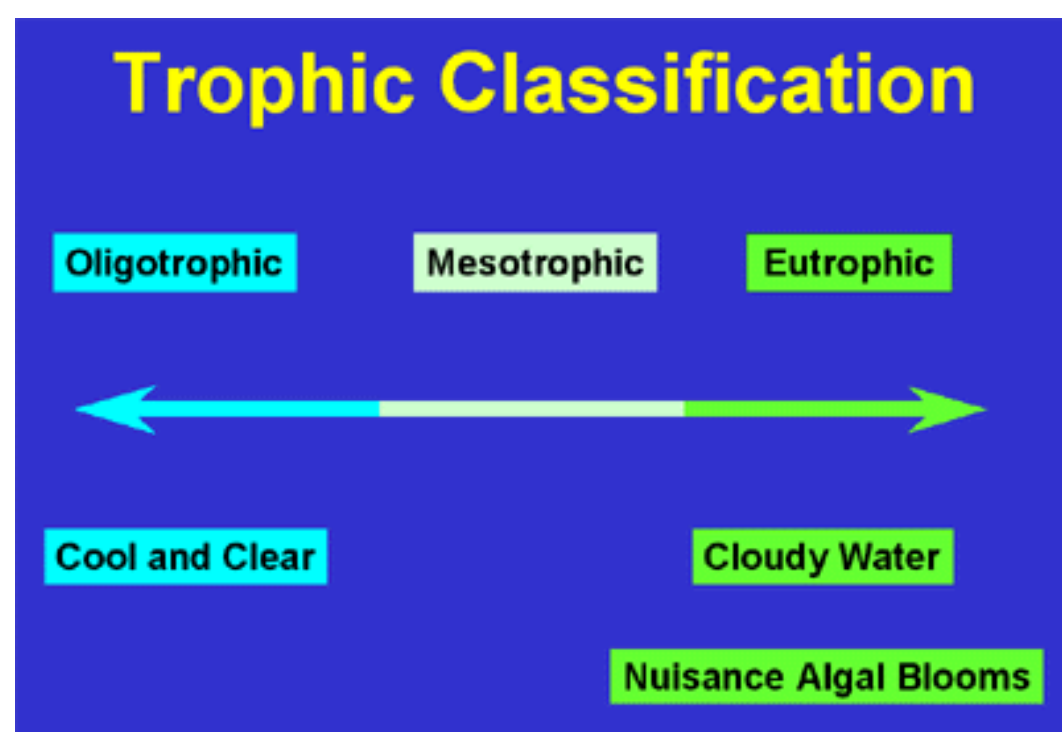 Trophic Classification
Oligotrophic
Mesotrophic
Eutrophic
Cool and Clear
Cloudy Water
Nuisance Algal Blooms